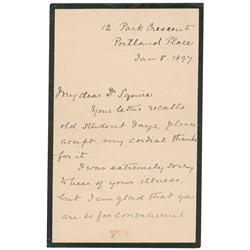 12. Park Crescent
Portland Place
Jan 8. 1897.
My dear Dr Squire
Your letter recalls
old Student days, please
accept my cordial thanks
for it.
I was extremely sorry
to hear of your illness,
but I am glad that you
are so far convalescent.